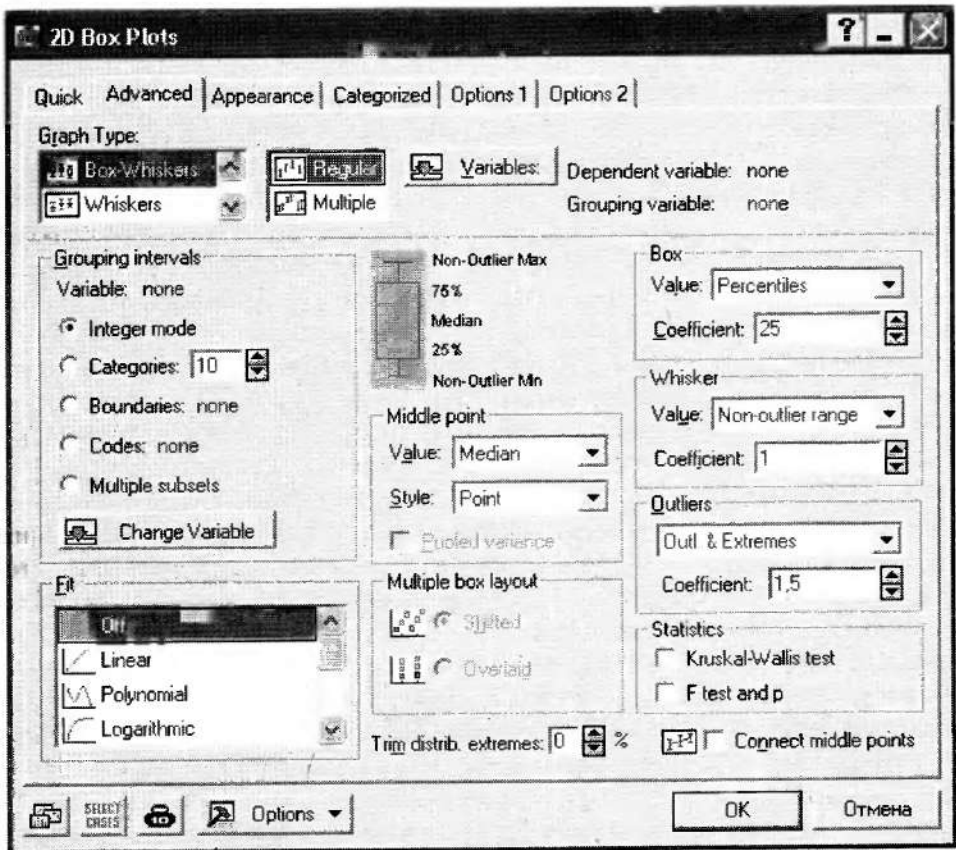 2D Box Plots
Quick Advanced Appearance Categorized Options 1 Options 2
Graph Type:
Box-Whiskers
Whiskers
Regular
Multiple
Variables:
Dependent variable: none
Grouping variable: none
Grouping intervals
Variable: none
Integer mode
Categories: 10
Boundaries: none
Codes: none
Multiple subsets
Change Variable
Fit
Off
Linear
Polynomial
Logarithmic
Non-Outlier Max
75%
Median
25%
Non-Outlier Min
Middle point
Value: Median
Style: Point
Pooled variance
Multiple box layout
Shifted
Overlaid
Trim distrib. extremes: 0 %
Box
Value: Percentiles
Coefficient: 25
Whisker
Value: Non-outlier range
Coefficient: 1
Outliers
Outl. & Extremes
Coefficient: 1,5
Statistics
Kruskal-Wallis test
F test and p
Connect middle points
SELECT
CASES
Options
OK
Отмена